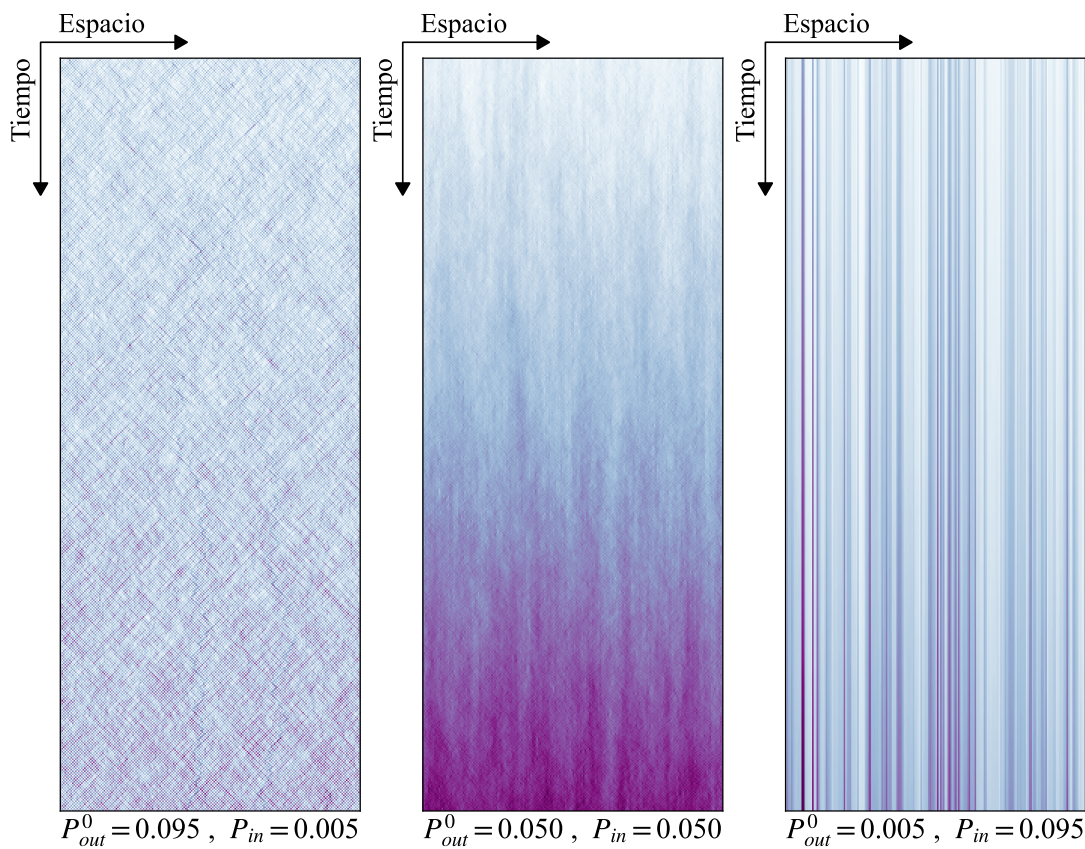 Espacio
Tiempo
P^0_out = 0.095 , P_in = 0.005
Espacio
Tiempo
P^0_out = 0.050 , P_in = 0.050
Espacio
Tiempo
P^0_out = 0.005 , P_in = 0.095